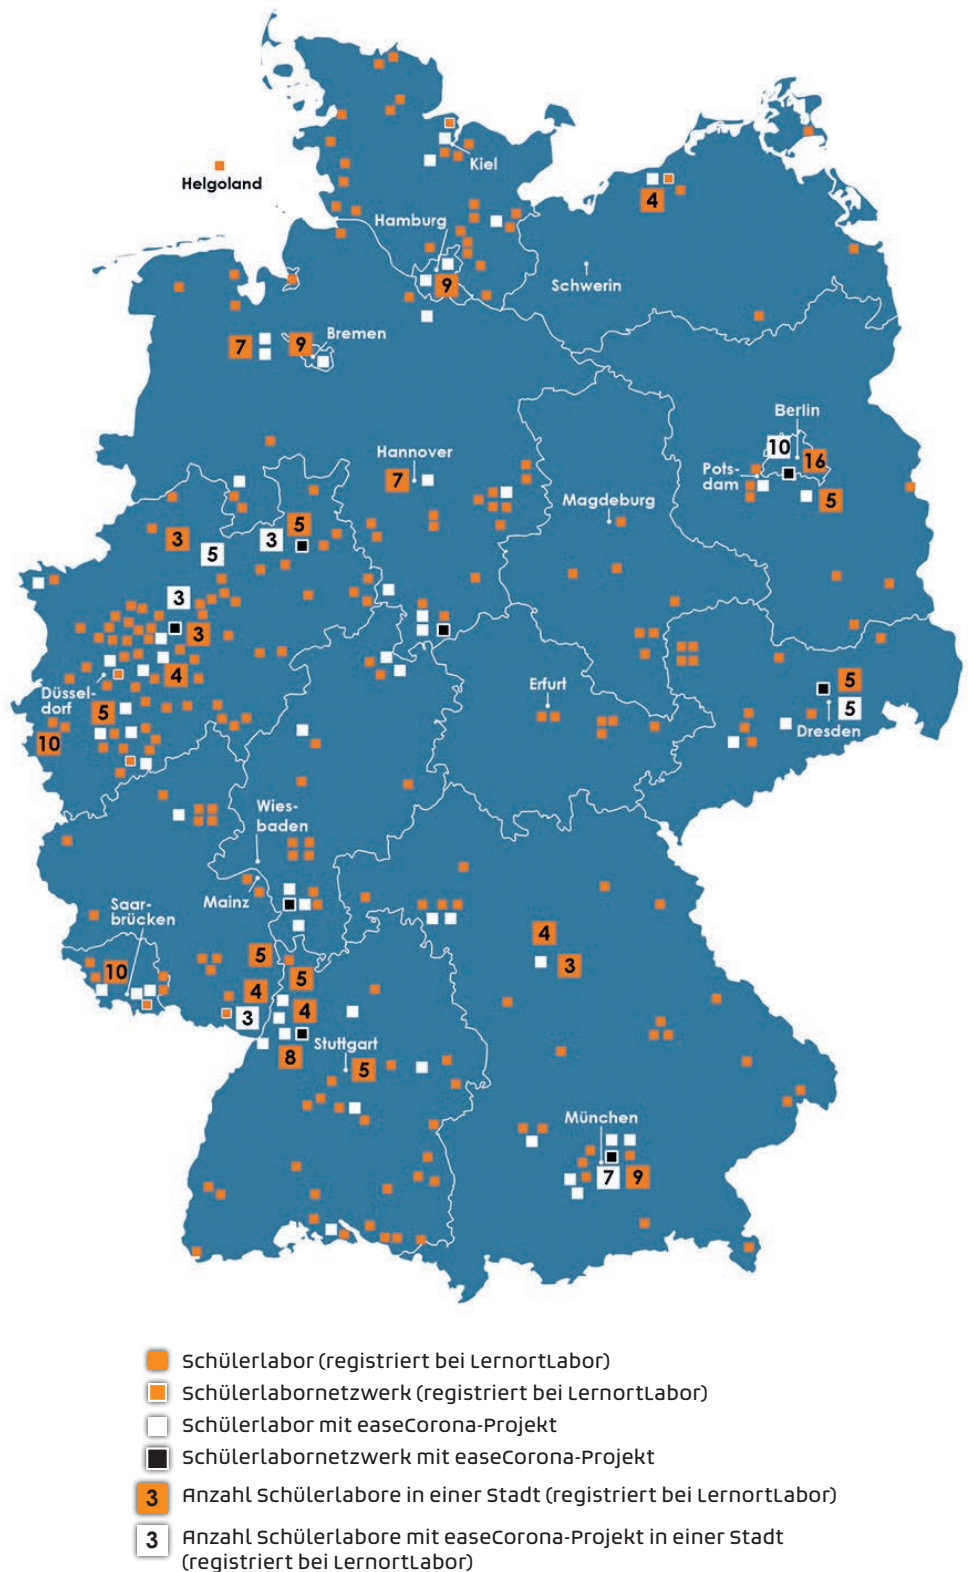 Kiel
Helgoland
4
Hamburg
Schwerin
9
Bremen
7
9
Berlin
10
16
Hannover
7
Pots-
dam
5
Magdeburg
5
3
3
5
3
3
4
Düssel-
dorf
5
10
Erfurt
5
5
Dresden
Wies-
baden
Mainz
Saar-
brücken
10
5
5
4
4
3
8
Stuttgart
5
4
3
München
7
9
Schülerlabor (registriert bei LernortLabor)
Schülerlabornetzwerk (registriert bei LernortLabor)
Schülerlabor mit easeCorona-Projekt
Schülerlabornetzwerk mit easeCorona-Projekt
3 Anzahl Schülerlabore in einer Stadt (registriert bei LernortLabor)
3 Anzahl Schülerlabore mit easeCorona-Projekt in einer Stadt
(registriert bei LernortLabor)